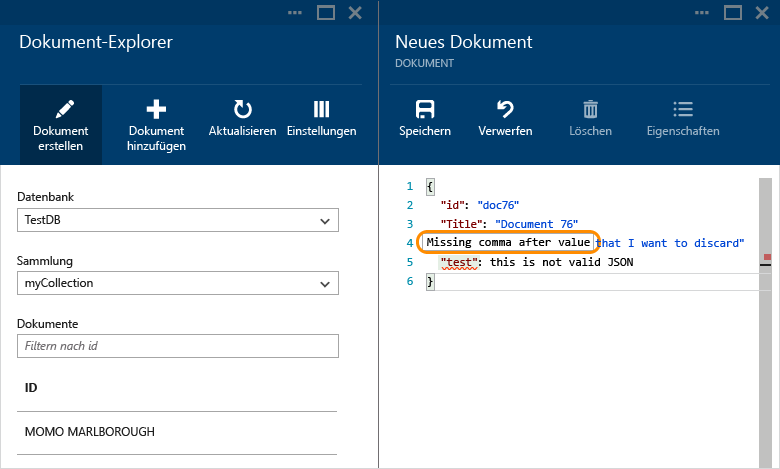 Dokument-Explorer
Dokument erstellen
Dokument hinzufügen
Aktualisieren
Einstellungen
Datenbank
TestDB
Sammlung
myCollection
Dokumente
Filtern nach id
ID
MOMO MARLBOROUGH
Neues Dokument
DOKUMENT
Speichern
Verwerfen
Löschen
Eigenschaften
1 {
2 "id": "doc76"
3 "Title": "Document 76"
4 Missing comma after value that I want to discard"
5 "test": this is not valid JSON
6 }